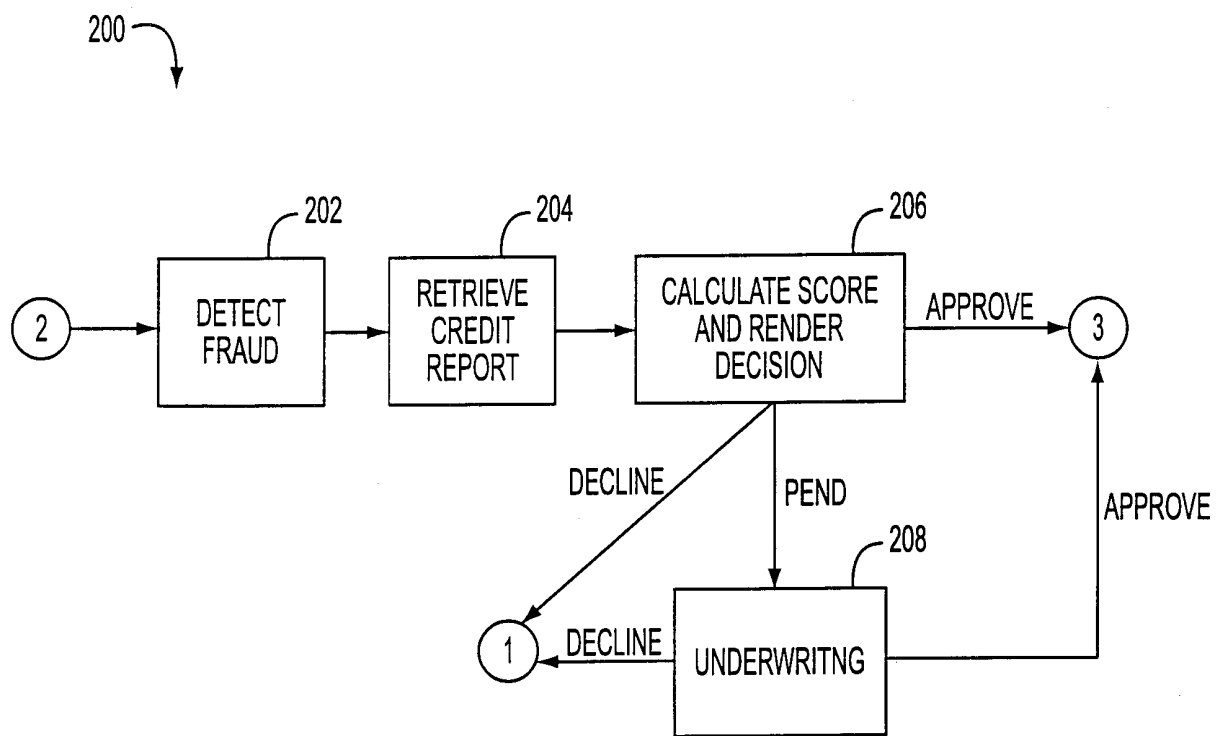 200
202
204
206
2
DETECT
FRAUD
RETRIEVE
CREDIT
REPORT
CALCULATE SCORE
AND RENDER
DECISION
APPROVE
3
DECLINE
PEND
APPROVE
208
1
DECLINE
UNDERWRITNG